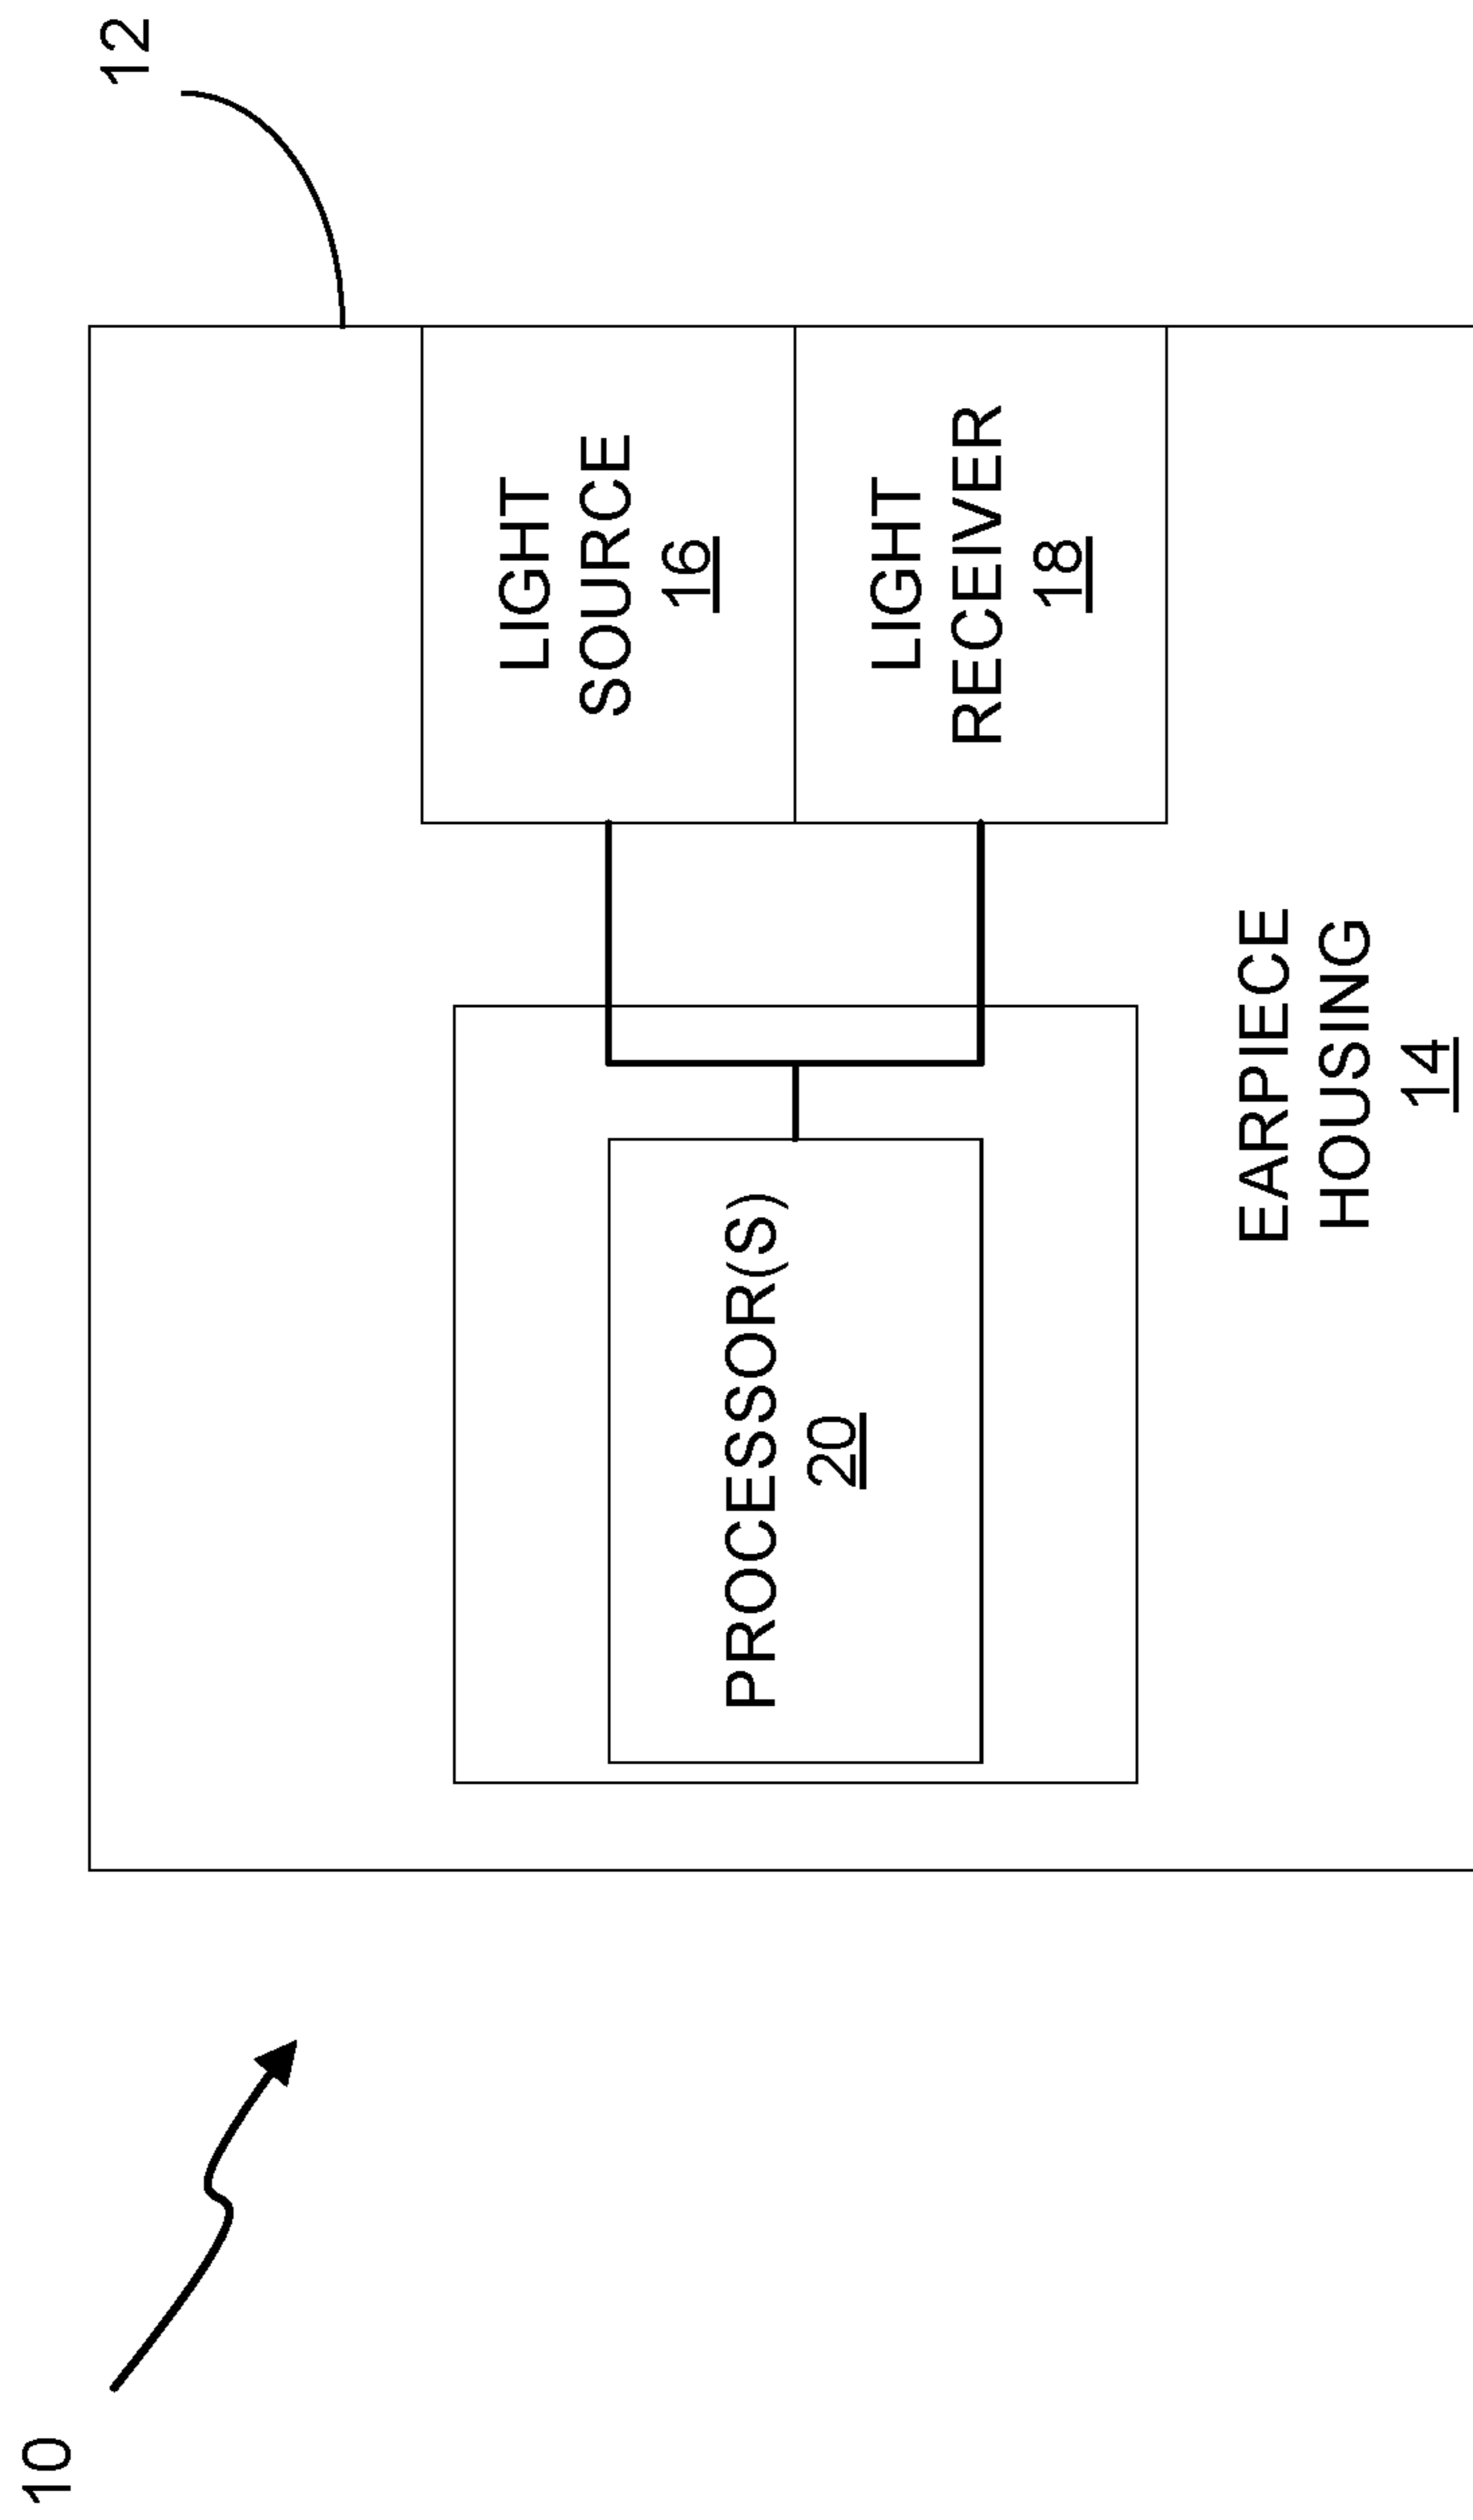 10
12
LIGHT
SOURCE
16
LIGHT
RECEIVER
18
PROCESSOR(S)
20
EARPIECE
HOUSING
14